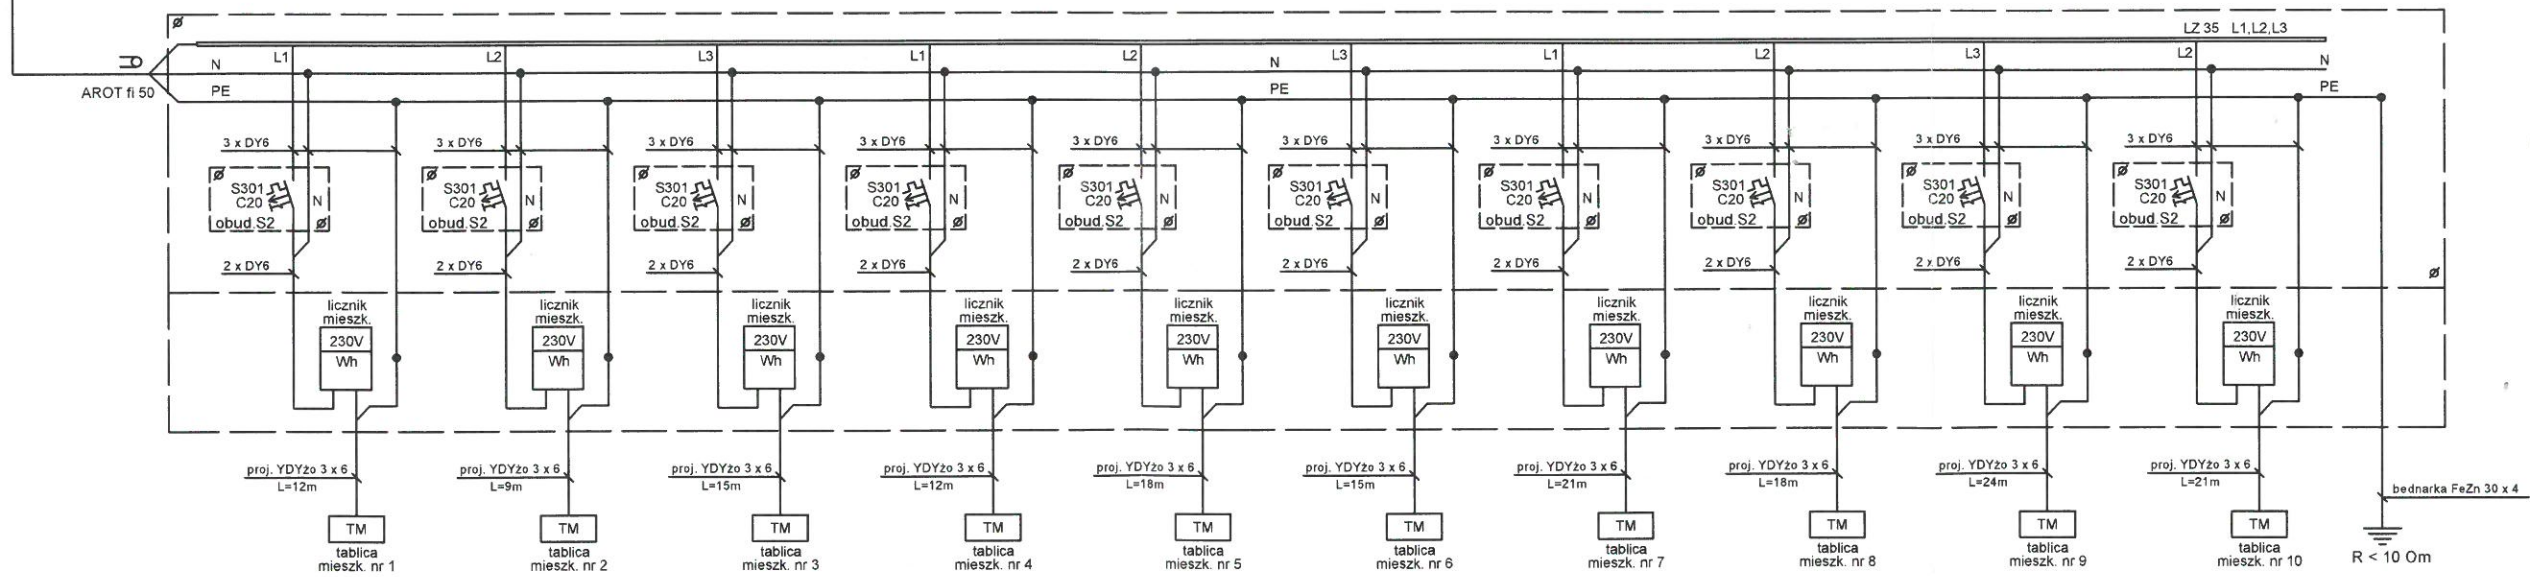 LZ 35 L1,L2,L3
L1 L2 L3 L1 L2 L3 L1 L2 L3 L2
N N N
AROT fi 50
PE PE PE
3 x DY6 3 x DY6 3 x DY6 3 x DY6 3 x DY6 3 x DY6 3 x DY6 3 x DY6 3 x DY6 3 x DY6
S301 S301 S301 S301 S301 S301 S301 S301 S301 S301
C20 N C20 N C20 N C20 N C20 N C20 N C20 N C20 N C20 N C20 N
obud.S2 obud.S2 obud.S2 obud.S2 obud.S2 obud.S2 obud.S2 obud.S2 obud.S2 obud.S2
2 x DY6 2 x DY6 2 x DY6 2 x DY6 2 x DY6 2 x DY6 2 x DY6 2 x DY6 2 x DY6 2 x DY6
licznik licznik licznik licznik licznik licznik licznik licznik licznik licznik
mieszk. mieszk. mieszk. mieszk. mieszk. mieszk. mieszk. mieszk. mieszk. mieszk.
230V 230V 230V 230V 230V 230V 230V 230V 230V 230V
Wh Wh Wh Wh Wh Wh Wh Wh Wh Wh
proj. YDYżo 3 x 6 proj. YDYżo 3 x 6 proj. YDYżo 3 x 6 proj. YDYżo 3 x 6 proj. YDYżo 3 x 6 proj. YDYżo 3 x 6 proj. YDYżo 3 x 6 proj. YDYżo 3 x 6 proj. YDYżo 3 x 6 proj. YDYżo 3 x 6
L=12m L=9m L=15m L=12m L=18m L=15m L=21m L=18m L=24m L=21m
bednarka FeZn 30 x 4
TM TM TM TM TM TM TM TM TM TM
tablica tablica tablica tablica tablica tablica tablica tablica tablica tablica
mieszk. nr 1 mieszk. nr 2 mieszk. nr 3 mieszk. nr 4 mieszk. nr 5 mieszk. nr 6 mieszk. nr 7 mieszk. nr 8 mieszk. nr 9 mieszk. nr 10
R < 10 Om